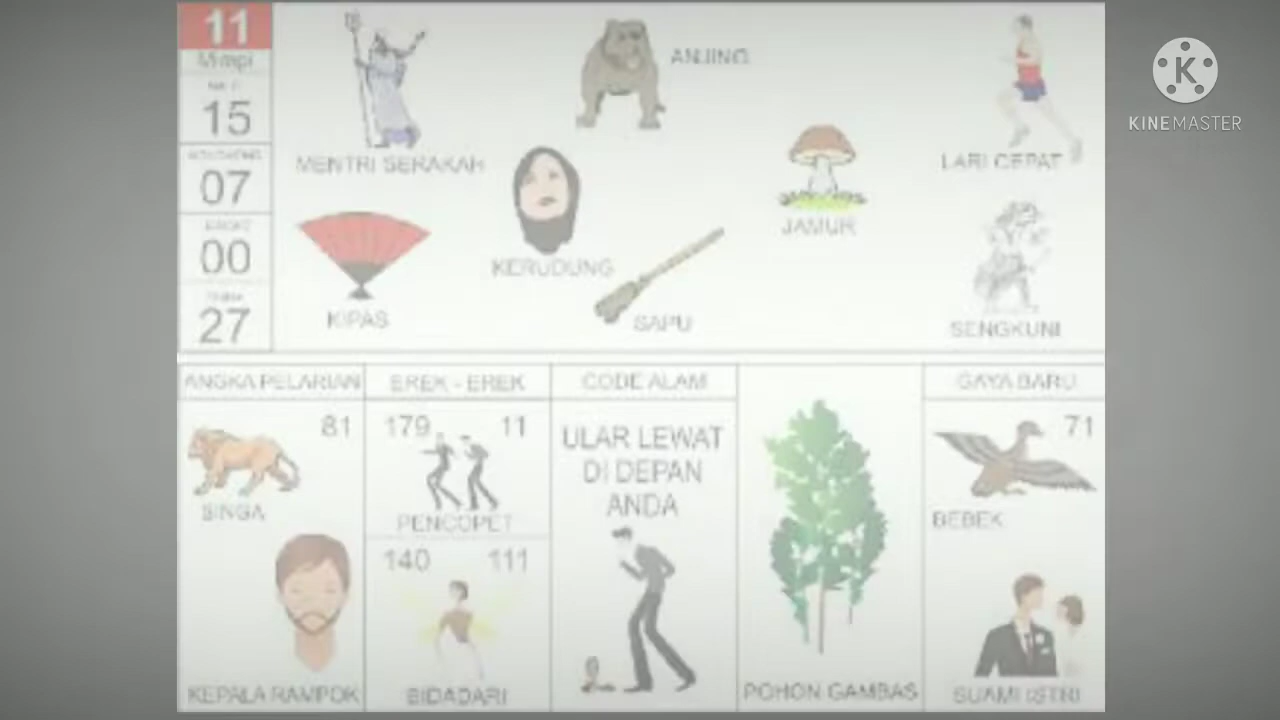 11
Mimpi
15
07
00
27
MENTRI SERAKAH
ANJING
LARI CEPAT
JAMUR
KERUDUNG
KIPAS
SAPU
SENGKUNI
ANGKA PELARIAN
81
SINGA
KEPALA RAMPOK
EREK - EREK
179 11
PENCOPET
140 111
BIDADARI
CODE ALAM
ULAR LEWAT
DI DEPAN
ANDA
POHON GAMBAS
GAYA BARU
71
BEBEK
SUAMI ISTRI
K
KINEMASTER